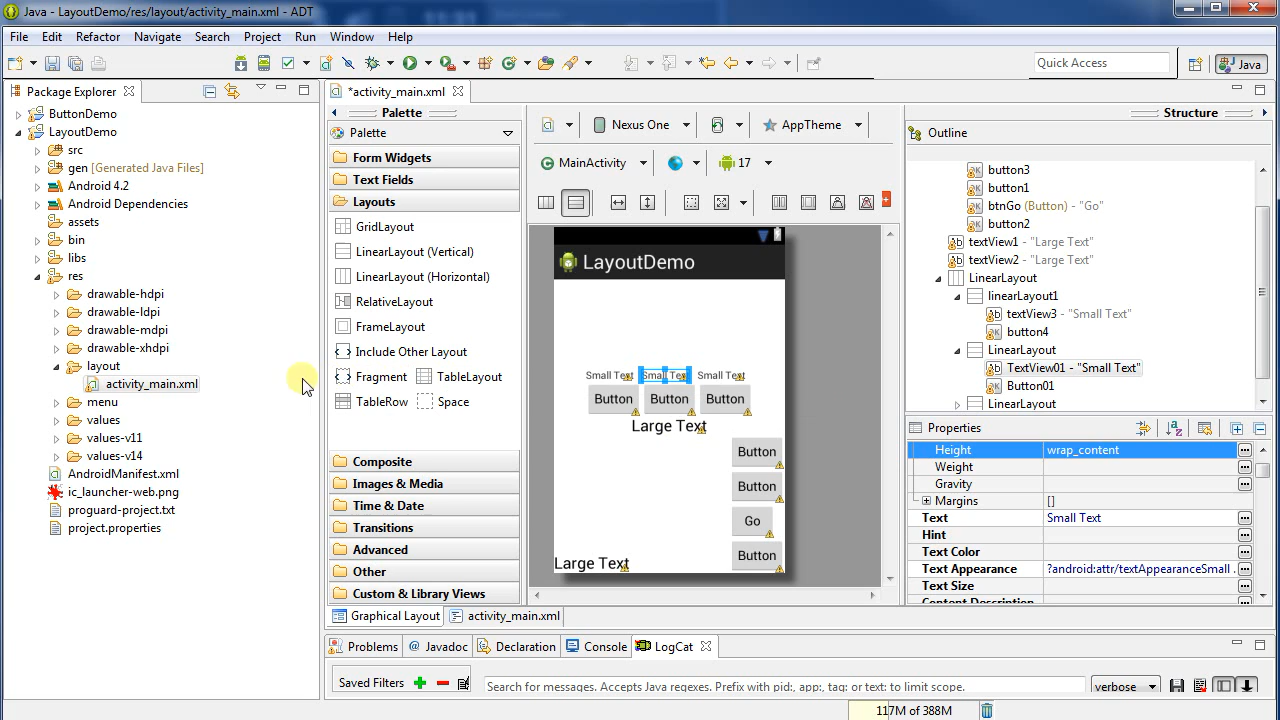 Java - LayoutDemo/res/layout/activity_main.xml - ADT
File Edit Refactor Navigate Search Project Run Window Help
Quick Access
Java
Package Explorer
ButtonDemo
LayoutDemo
src
gen [Generated Java Files]
Android 4.2
Android Dependencies
assets
bin
libs
res
drawable-hdpi
drawable-ldpi
drawable-mdpi
drawable-xhdpi
layout
activity_main.xml
menu
values
values-v11
values-v14
AndroidManifest.xml
ic_launcher-web.png
proguard-project.txt
project.properties
*activity_main.xml
Palette
Palette
Form Widgets
Text Fields
Layouts
GridLayout
LinearLayout (Vertical)
LinearLayout (Horizontal)
RelativeLayout
FrameLayout
Include Other Layout
Fragment TableLayout
TableRow Space
Composite
Images & Media
Time & Date
Transitions
Advanced
Other
Custom & Library Views
Nexus One AppTheme
MainActivity 17
LayoutDemo
Small Text Small Text Small Text
Button Button Button
Large Text
Button
Button
Go
Button
Large Text
Graphical Layout activity_main.xml
Structure
Outline
button3
button1
btnGo (Button) - "Go"
button2
textView1 - "Large Text"
textView2 - "Large Text"
LinearLayout
linearLayout1
textView3 - "Small Text"
button4
LinearLayout
TextView01 - "Small Text"
Button01
LinearLayout
Properties
Height wrap_content
Weight
Gravity
Margins []
Text Small Text
Hint
Text Color
Text Appearance ?android:attr/textAppearanceSmall
Text Size
Content Description
Problems Javadoc Declaration Console LogCat
Saved Filters
Search for messages. Accepts Java regexes. Prefix with pid:, app:, tag: or text: to limit scope.
verbose
117M of 388M